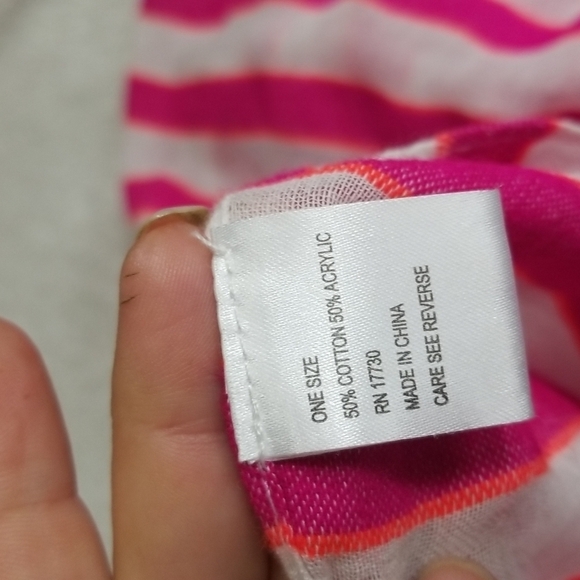 ONE SIZE
50% COTTON 50% ACRYLIC
RN 17730
MADE IN CHINA
CARE SEE REVERSE